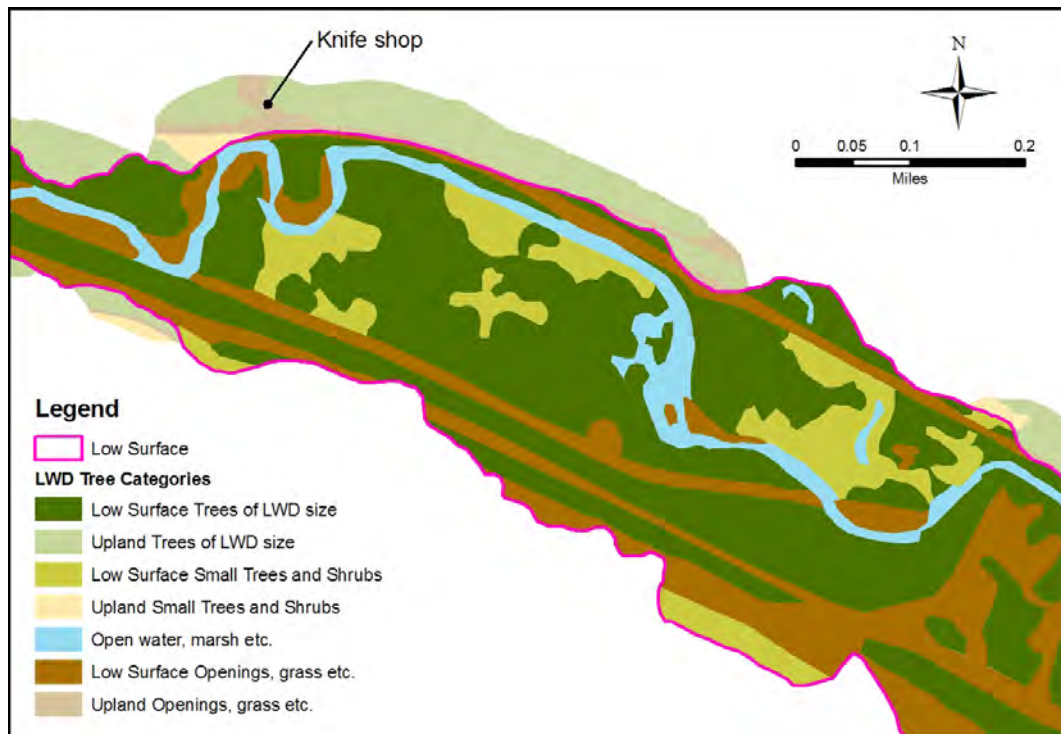 Knife shop
N
0 0.05 0.1 0.2
Miles
Legend
Low Surface
LWD Tree Categories
Low Surface Trees of LWD size
Upland Trees of LWD size
Low Surface Small Trees and Shrubs
Upland Small Trees and Shrubs
Open water, marsh etc.
Low Surface Openings, grass etc.
Upland Openings, grass etc.